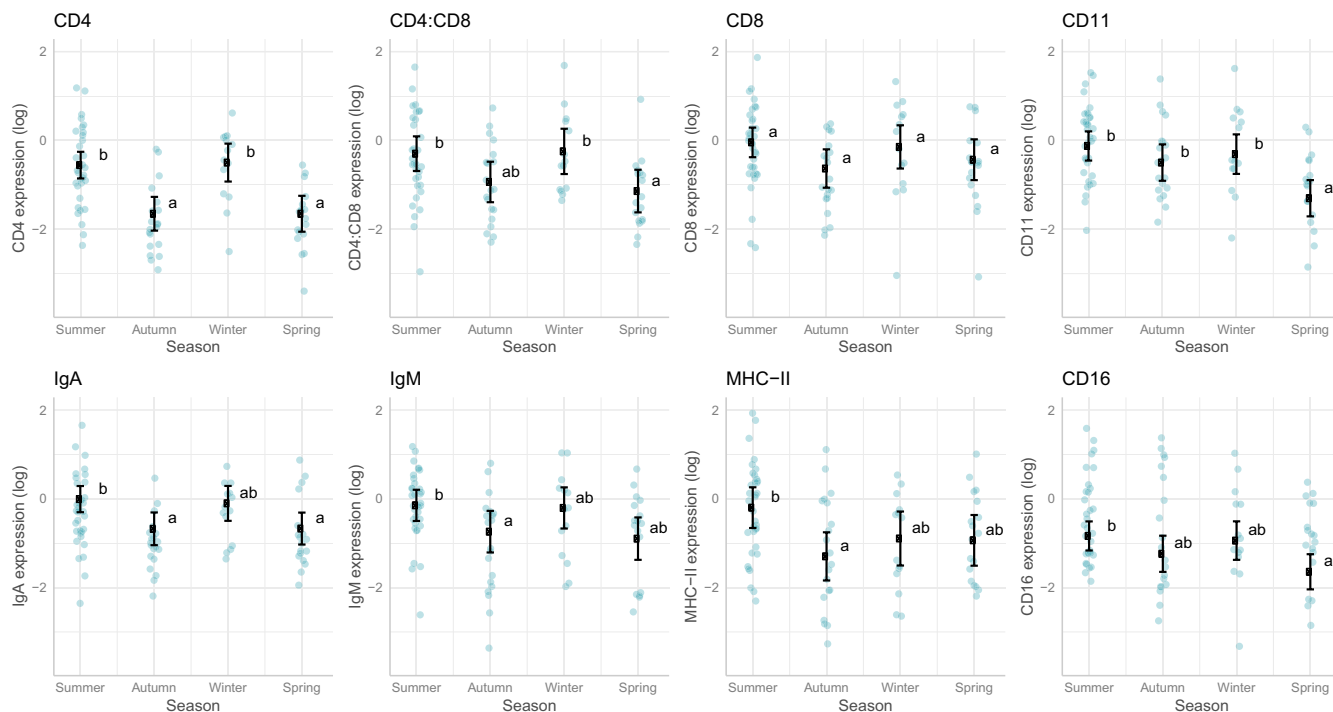 CD4 CD4:CD8 CD8 CD11
CD4 expression (log)
2
0
−2
b
a
b
a
Summer Autumn Winter Spring
Season
CD4:CD8 expression (log)
2
0
−2
b
ab
b
a
Summer Autumn Winter Spring
Season
CD8 expression (log)
2
0
−2
a
a
a
a
Summer Autumn Winter Spring
Season
CD11 expression (log)
2
0
−2
b
b
b
a
Summer Autumn Winter Spring
Season
IgA IgM MHC−II CD16
IgA expression (log)
2
0
−2
b
a
ab
a
Summer Autumn Winter Spring
Season
IgM expression (log)
2
0
−2
b
a
ab
ab
Summer Autumn Winter Spring
Season
MHC−II expression (log)
2
0
−2
b
a
ab
ab
Summer Autumn Winter Spring
Season
CD16 expression (log)
2
0
−2
b
ab
ab
a
Summer Autumn Winter Spring
Season